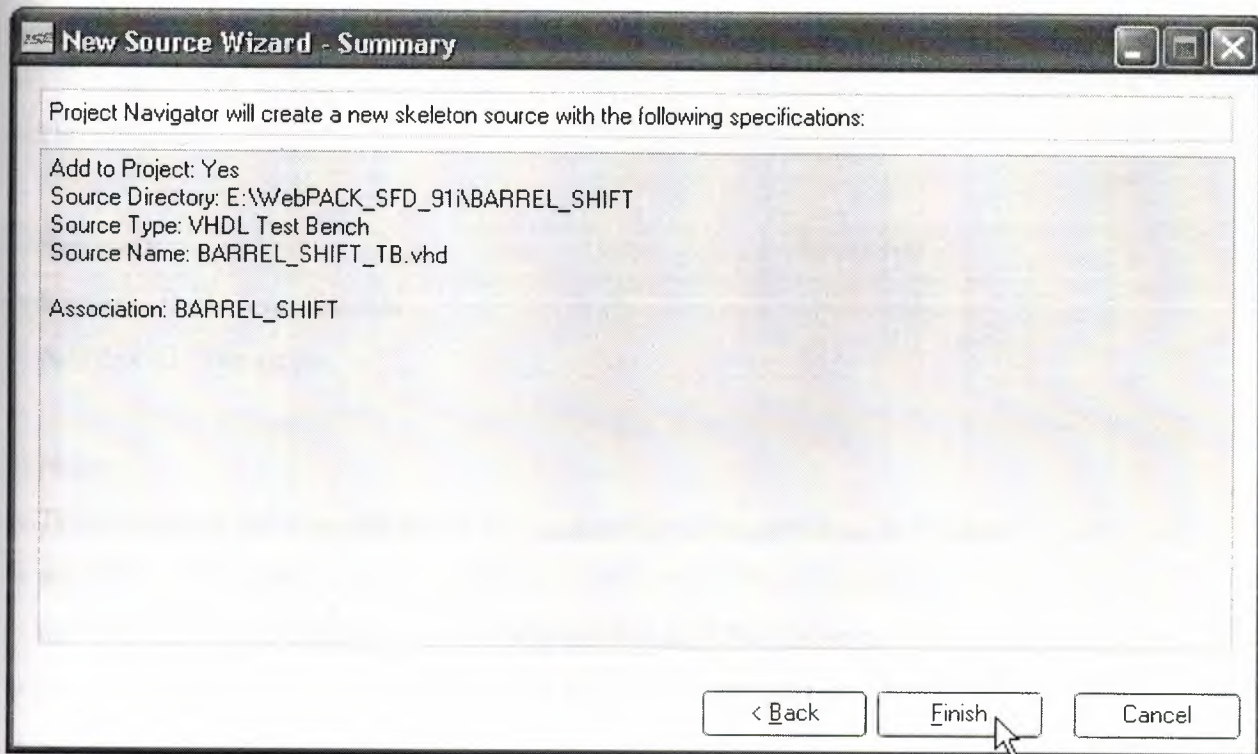 ISE New Source Wizard - Summary
Project Navigator will create a new skeleton source with the following specifications:
Add to Project: Yes
Source Directory: E:\WebPACK_SFD_91i\BARREL_SHIFT
Source Type: VHDL Test Bench
Source Name: BARREL_SHIFT_TB.vhd
Association: BARREL_SHIFT
< Back Finish Cancel